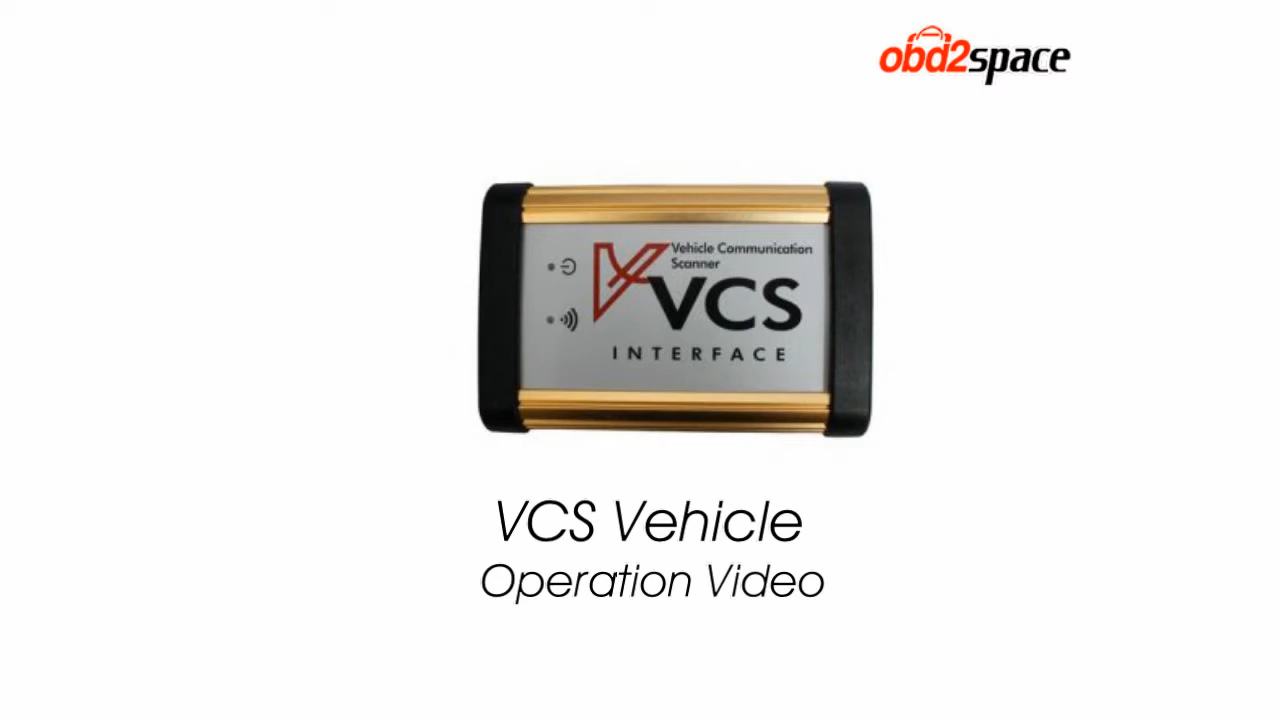 obd2space
Vehicle Communication
Scanner
VCS
INTERFACE
VCS Vehicle
Operation Video